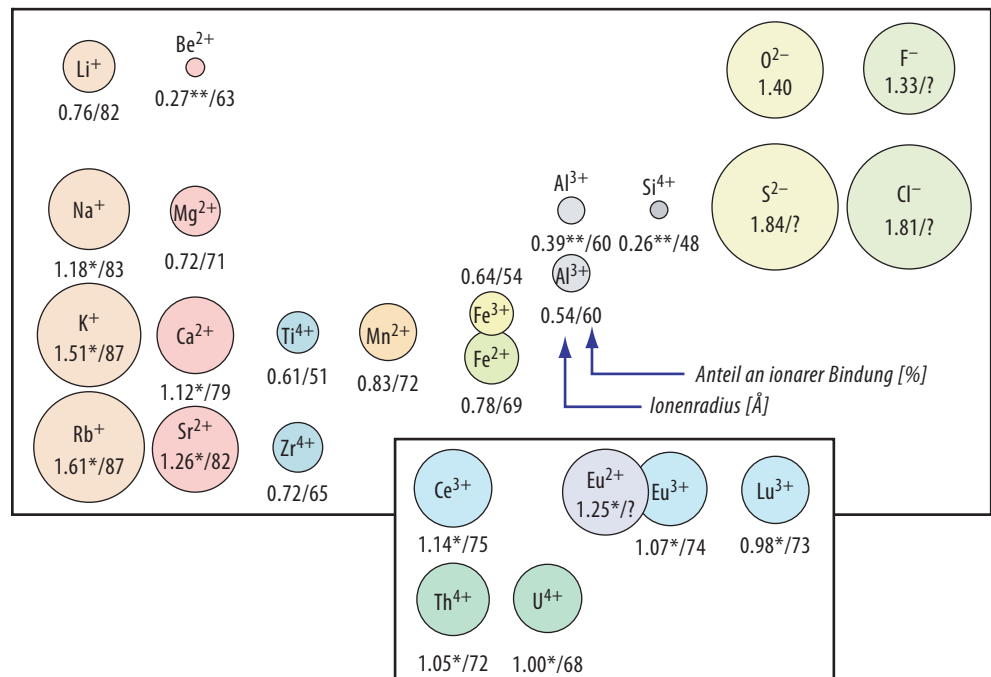 Li⁺
0.76/82
Be²⁺
0.27**/63
O²⁻
1.40
F⁻
1.33/?
Na⁺
1.18*/83
Mg²⁺
0.72/71
Al³⁺
0.39**/60
Si⁴⁺
0.26**/48
S²⁻
1.84/?
Cl⁻
1.81/?
Al³⁺
0.54/60
K⁺
1.51*/87
Ca²⁺
1.12*/79
Ti⁴⁺
0.61/51
Mn²⁺
0.83/72
0.64/54
Fe³⁺
Fe²⁺
0.78/69
Anteil an ionarer Bindung [%]
Ionenradius [Å]
Rb⁺
1.61*/87
Sr²⁺
1.26*/82
Zr⁴⁺
0.72/65
Ce³⁺
1.14*/75
Eu²⁺
1.25*/?
Eu³⁺
1.07*/74
Lu³⁺
0.98*/73
Th⁴⁺
1.05*/72
U⁴⁺
1.00*/68